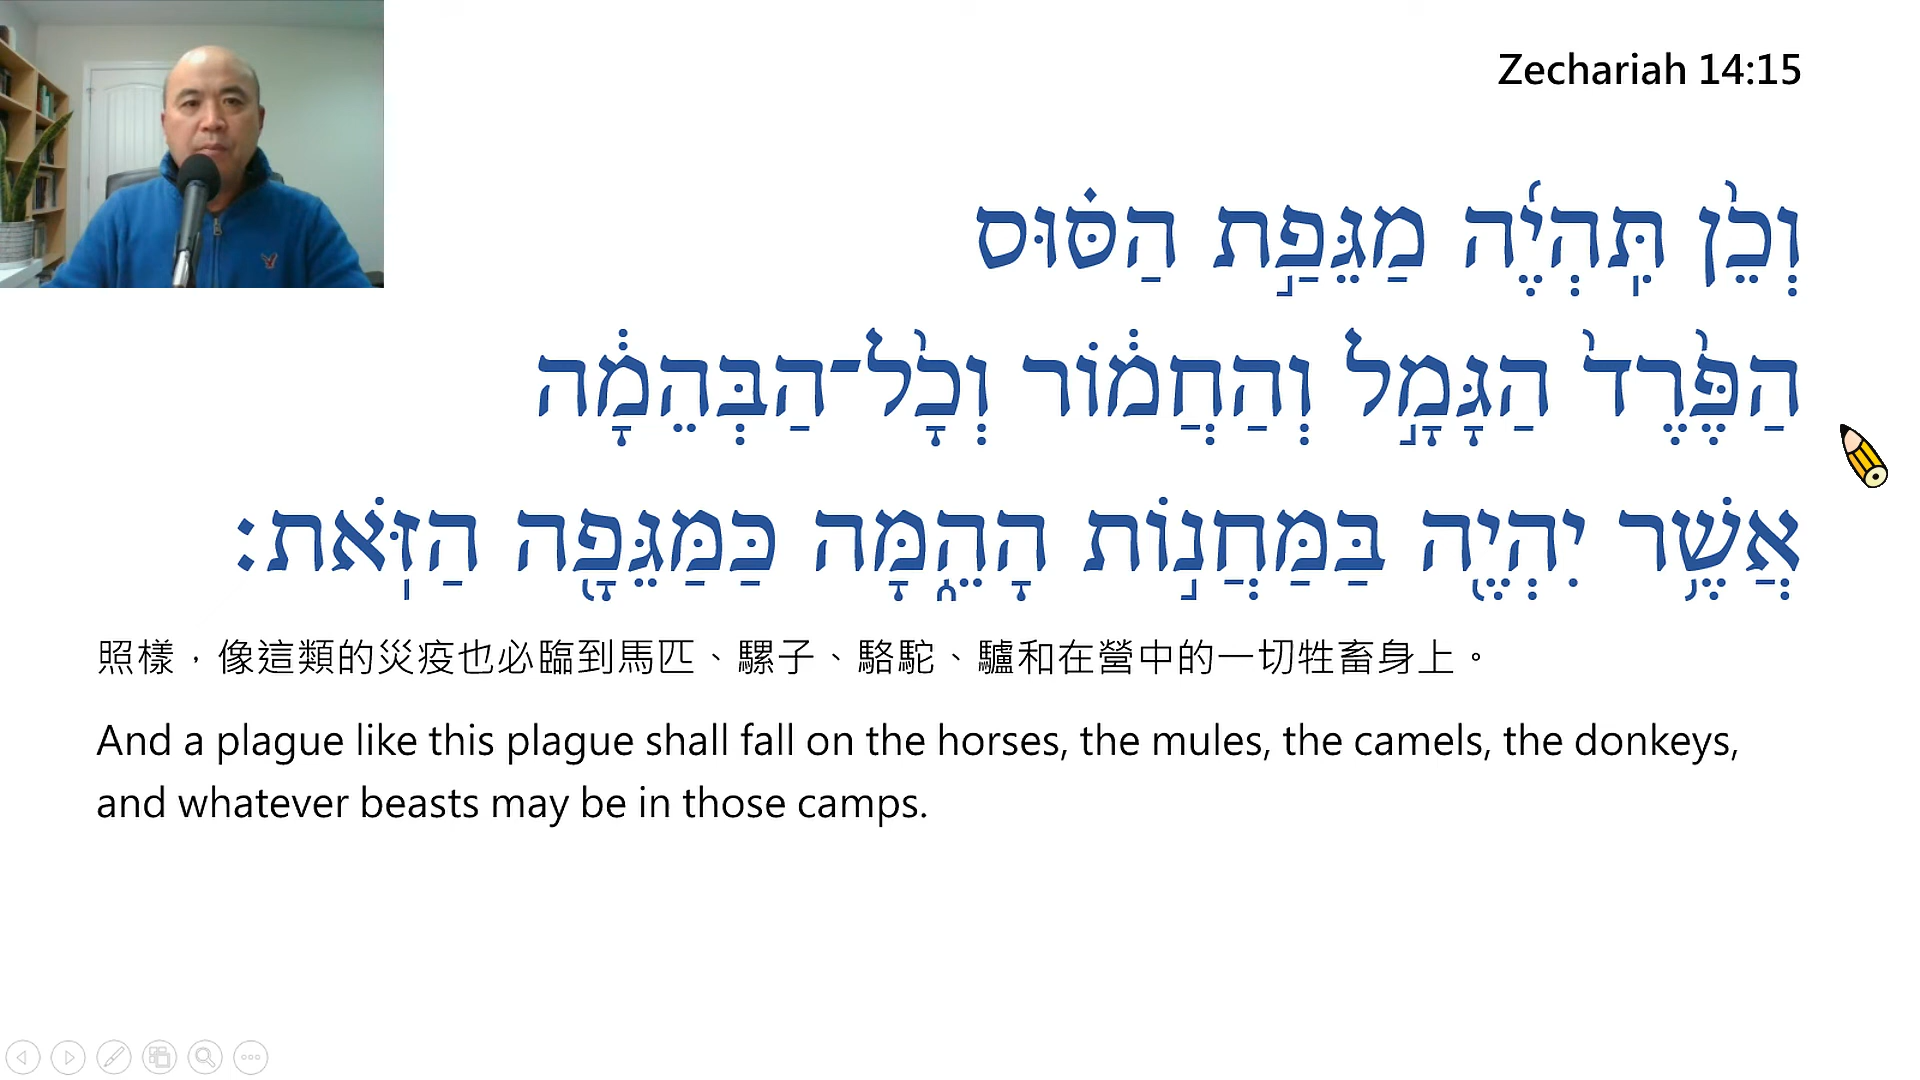 Zechariah 14:15
וְכֵ֨ן תִּֽהְיֶ֜ה מַגֵּפַ֣ת הַסּ֗וּס
הַפֶּ֙רֶד֙ הַגָּמָ֣ל וְהַחֲמ֔וֹר וְכָ֨ל־הַבְּהֵמָ֔ה
אֲשֶׁ֥ר יִהְיֶ֖ה בַּמַּחֲנ֣וֹת הָהֵ֑מָּה כַּמַּגֵּפָ֖ה הַזֹּֽאת׃
照樣，像這類的災疫也必臨到馬匹、騾子、駱駝、驢和在營中的一切牲畜身上。
And a plague like this plague shall fall on the horses, the mules, the camels, the donkeys,
and whatever beasts may be in those camps.